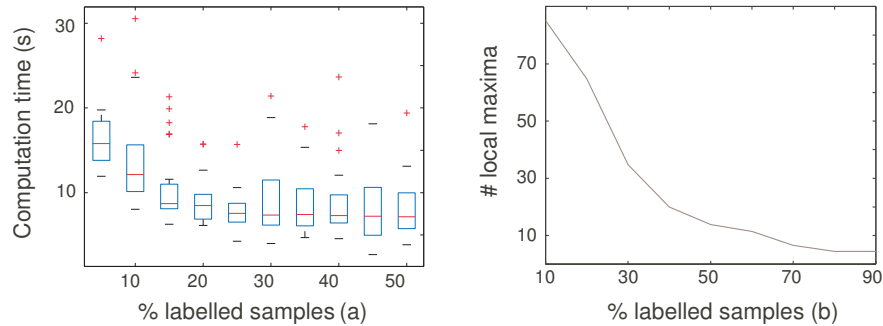 Computation time (s)
30
20
10
10 20 30 40 50
% labelled samples (a)
# local maxima
70
50
30
10
10 30 50 70 90
% labelled samples (b)